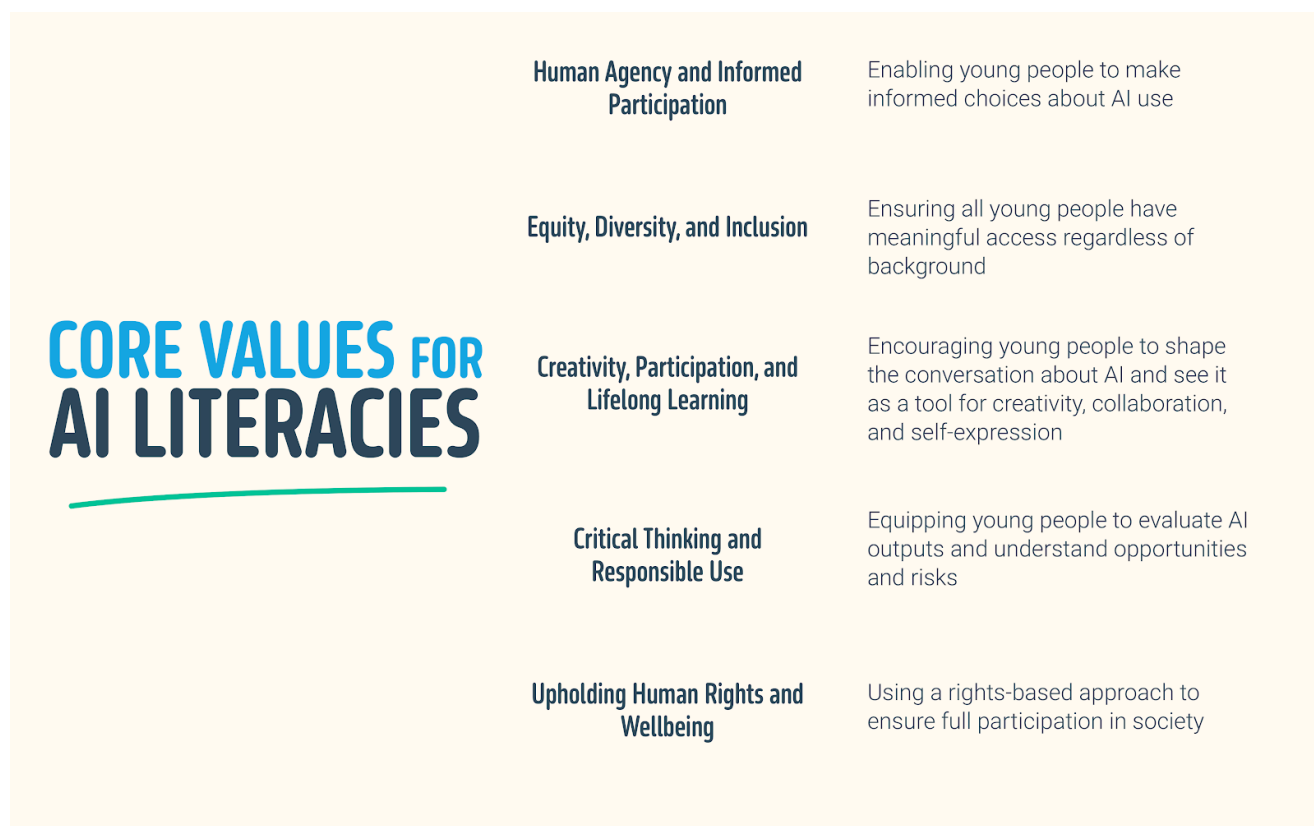 CORE VALUES FOR
AI LITERACIES
Human Agency and Informed
Participation
Enabling young people to make
informed choices about AI use
Equity, Diversity, and Inclusion
Ensuring all young people have
meaningful access regardless of
background
Creativity, Participation, and
Lifelong Learning
Encouraging young people to shape
the conversation about AI and see it
as a tool for creativity, collaboration,
and self-expression
Critical Thinking and
Responsible Use
Equipping young people to evaluate AI
outputs and understand opportunities
and risks
Upholding Human Rights and
Wellbeing
Using a rights-based approach to
ensure full participation in society